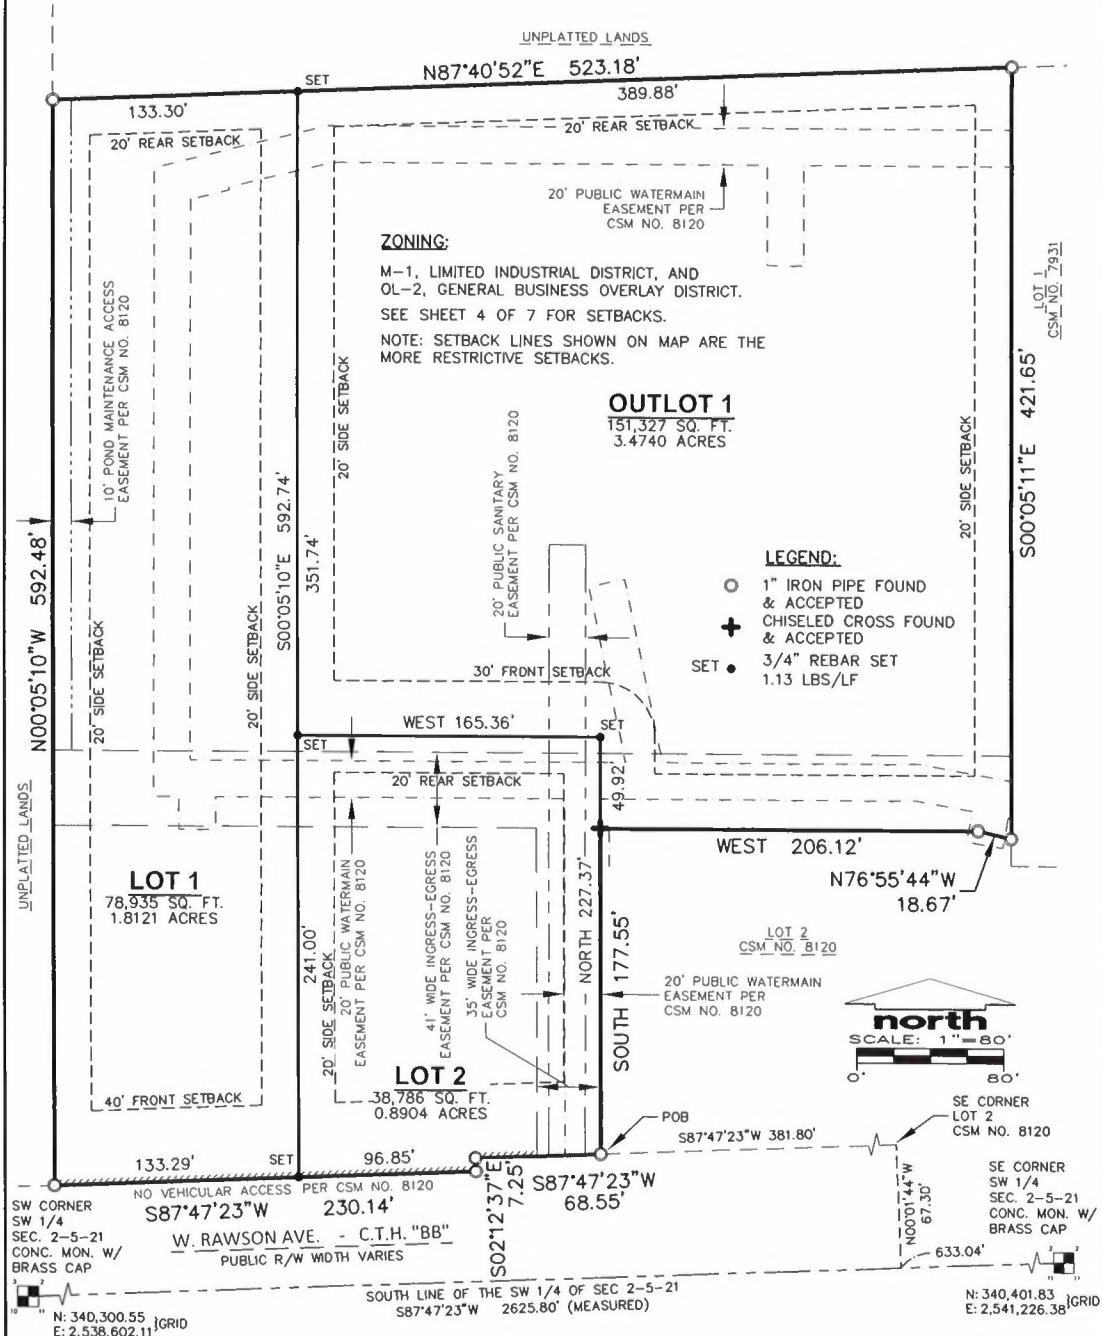 UNPLATTED LANDS
N87°40'52"E 523.18'
SET
133.30'
389.88'
20' REAR SETBACK
20' REAR SETBACK
20' PUBLIC WATERMAIN
EASEMENT PER
CSM NO. 8120
ZONING:
M-1, LIMITED INDUSTRIAL DISTRICT, AND
OL-2, GENERAL BUSINESS OVERLAY DISTRICT.
SEE SHEET 4 OF 7 FOR SETBACKS.
NOTE: SETBACK LINES SHOWN ON MAP ARE THE
MORE RESTRICTIVE SETBACKS.
LOT 1
CSM NO. 7931
10' POND MAINTENANCE ACCESS
EASEMENT PER CSM NO. 8120
20' SIDE SETBACK
OUTLOT 1
151,327 SQ. FT.
3.4740 ACRES
20' SIDE SETBACK
S00°05'11"E 421.65'
20' PUBLIC SANITARY
EASEMENT PER CSM NO. 8120
N00°05'10"W 592.48'
S00°05'10"E 592.74'
351.74'
LEGEND:
1" IRON PIPE FOUND
& ACCEPTED
CHISELED CROSS FOUND
& ACCEPTED
SET
3/4" REBAR SET
1.13 LBS/LF
20' SIDE SETBACK
20' SIDE SETBACK
30' FRONT SETBACK
WEST 165.36'
SET
SET
20' REAR SETBACK
49.92'
UNPLATTED LANDS
WEST 206.12'
N76°55'44"W
18.67'
LOT 1
78,935 SQ. FT.
1.8121 ACRES
241.00'
20' SIDE SETBACK
20' PUBLIC WATERMAIN
EASEMENT PER CSM NO. 8120
41' WIDE INGRESS-EGRESS
EASEMENT PER CSM NO. 8120
35' WIDE INGRESS-EGRESS
EASEMENT PER
CSM NO. 8120
NORTH 227.37'
SOUTH 177.55'
LOT 2
CSM NO. 8120
20' PUBLIC WATERMAIN
EASEMENT PER
CSM NO. 8120
north
SCALE: 1"=80'
0' 80'
LOT 2
38,786 SQ. FT.
0.8904 ACRES
40' FRONT SETBACK
POB
S87°47'23"W 381.80'
SE CORNER
LOT 2
CSM NO. 8120
133.29'
SET
96.85'
NO VEHICULAR ACCESS PER CSM NO. 8120
S87°47'23"W 230.14'
S02°12'37"E
7.25'
S87°47'23"W
68.55'
N00°01'44"W
67.30'
SW CORNER
SW 1/4
SEC. 2-5-21
CONC. MON. W/
BRASS CAP
W. RAWSON AVE. - C.T.H. "BB"
PUBLIC R/W WIDTH VARIES
SE CORNER
SW 1/4
SEC. 2-5-21
CONC. MON. W/
BRASS CAP
633.04'
SOUTH LINE OF THE SW 1/4 OF SEC 2-5-21
S87°47'23"W 2625.80' (MEASURED)
3 2
10 11
N: 340,300.55
E: 2,538,602.11 }GRID
2 2
11 11
N: 340,401.83
E: 2,541,226.38 }GRID